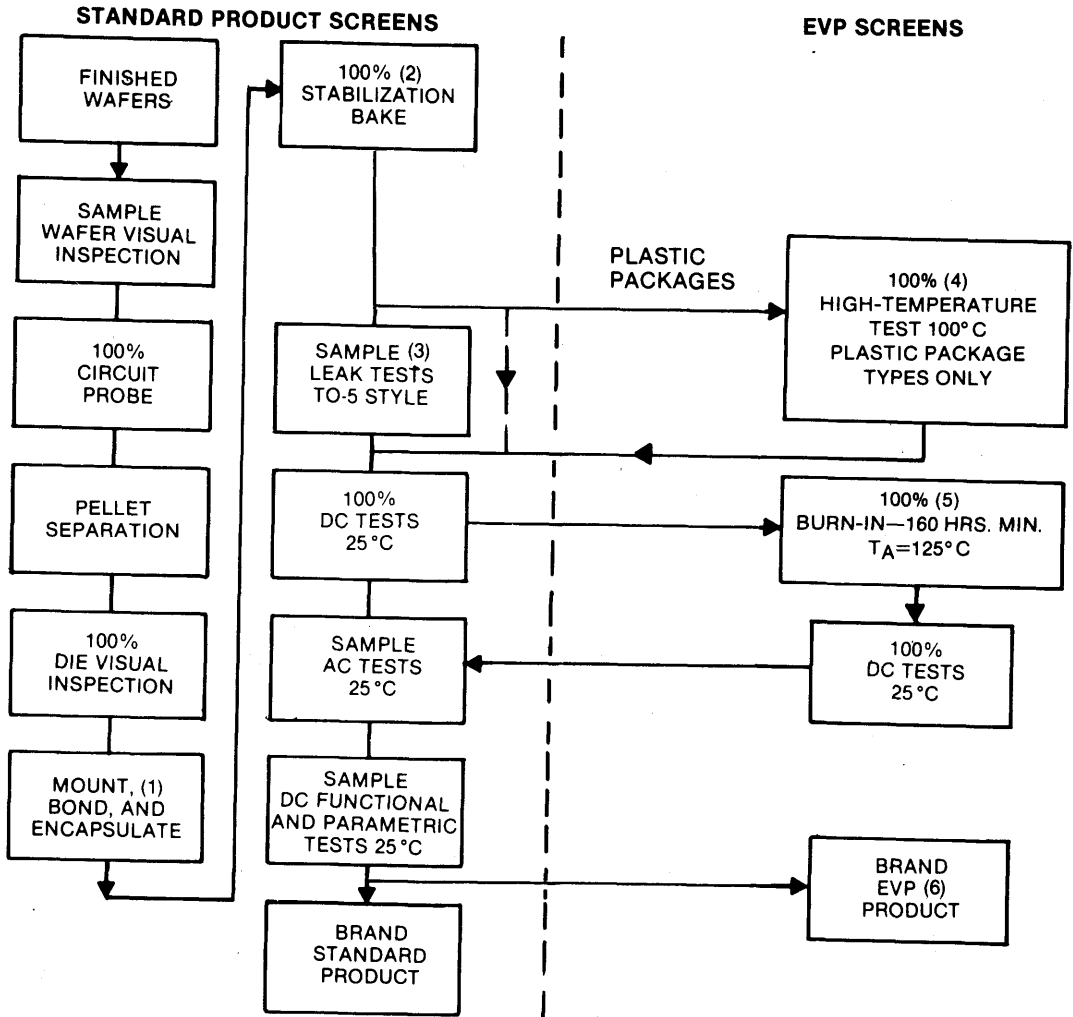 STANDARD PRODUCT SCREENS
EVP SCREENS
FINISHED
WAFERS
SAMPLE
WAFER VISUAL
INSPECTION
100%
CIRCUIT
PROBE
PELLET
SEPARATION
100%
DIE VISUAL
INSPECTION
MOUNT, (1)
BOND, AND
ENCAPSULATE
100% (2)
STABILIZATION
BAKE
PLASTIC
PACKAGES
100% (4)
HIGH-TEMPERATURE
TEST 100°C
PLASTIC PACKAGE
TYPES ONLY
SAMPLE (3)
LEAK TESTS
TO-5 STYLE
100%
DC TESTS
25°C
100% (5)
BURN-IN—160 HRS. MIN.
TA=125°C
100%
DC TESTS
25°C
SAMPLE
AC TESTS
25°C
SAMPLE
DC FUNCTIONAL
AND PARAMETRIC
TESTS 25°C
BRAND
STANDARD
PRODUCT
BRAND
EVP (6)
PRODUCT